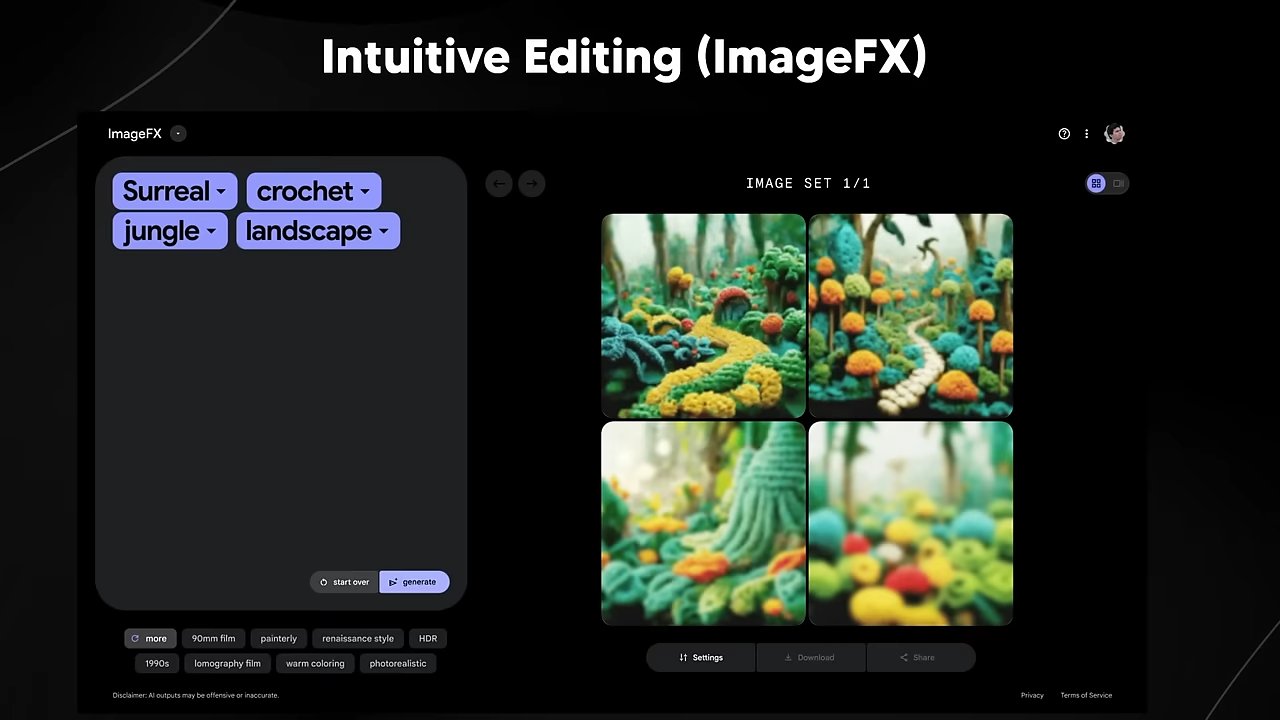 Intuitive Editing (ImageFX)
ImageFX
Surreal crochet
jungle landscape
IMAGE SET 1/1
start over generate
more 90mm film painterly renaissance style HDR
1990s lomography film warm coloring photorealistic
Settings Download Share
Disclaimer: AI outputs may be offensive or inaccurate.
Privacy Terms of Service